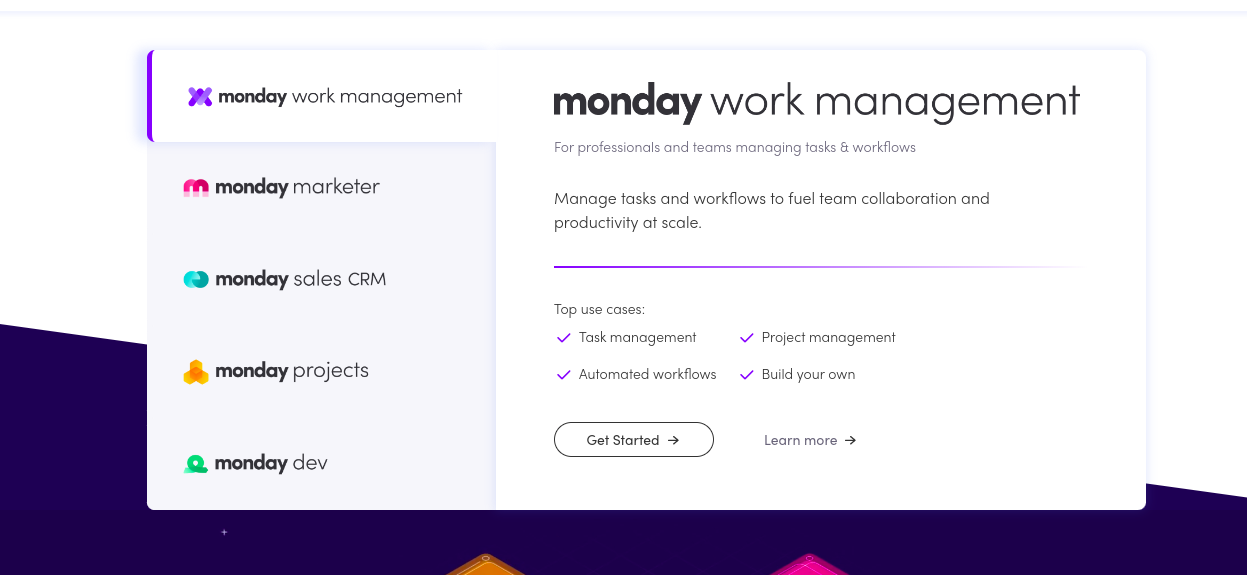 monday work management
monday marketer
monday sales CRM
monday projects
monday dev
monday work management
For professionals and teams managing tasks & workflows
Manage tasks and workflows to fuel team collaboration and
productivity at scale.
Top use cases:
Task management Project management
Automated workflows Build your own
Get Started → Learn more →